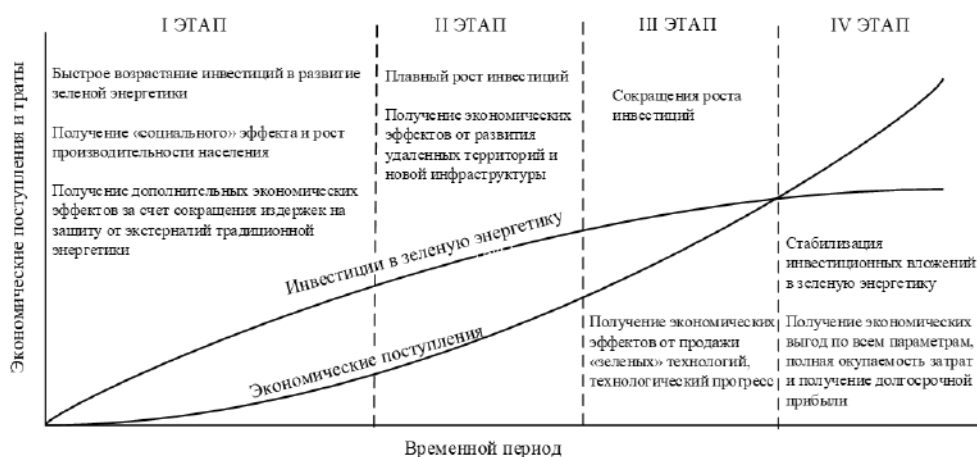 I ЭТАП
II ЭТАП
III ЭТАП
IV ЭТАП
Экономические поступления и траты
Быстрое возрастание инвестиций в развитие
зеленой энергетики
Получение «социального» эффекта и рост
производительности населения
Получение дополнительных экономических
эффектов за счет сокращения издержек на
защиту от экстерналий традиционной
энергетики
Плавный рост инвестиций
Получение экономических
эффектов от развития
удаленных территорий и
новой инфраструктуры
Сокращения роста
инвестиций
Инвестиции в зеленую энергетику
Экономические поступления
Получение экономических
эффектов от продажи
«зеленых» технологий,
технологический прогресс
Стабилизация
инвестиционных вложений
в зеленую энергетику
Получение экономических
выгод по всем параметрам,
полная окупаемость затрат
и получение долгосрочной
прибыли
Временной период